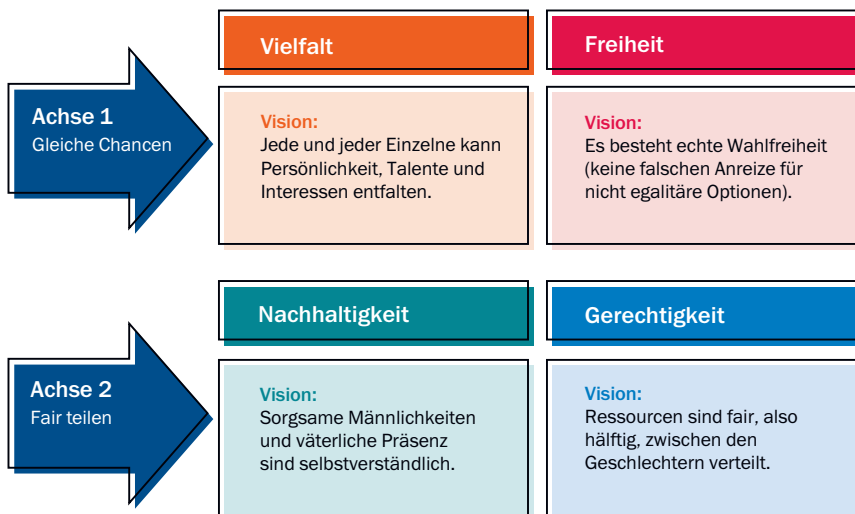 Achse 1
Gleiche Chancen
Vielfalt
Vision:
Jede und jeder Einzelne kann
Persönlichkeit, Talente und
Interessen entfalten.
Freiheit
Vision:
Es besteht echte Wahlfreiheit
(keine falschen Anreize für
nicht egalitäre Optionen).
Achse 2
Fair teilen
Nachhaltigkeit
Vision:
Sorgsame Männlichkeiten
und väterliche Präsenz
sind selbstverständlich.
Gerechtigkeit
Vision:
Ressourcen sind fair, also
hälftig, zwischen den
Geschlechtern verteilt.